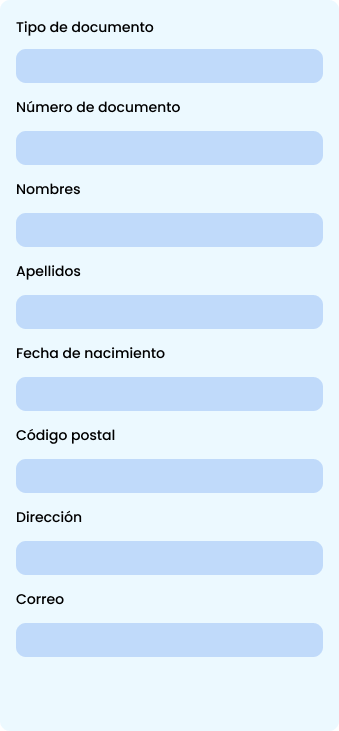 Tipo de documento
Número de documento
Nombres
Apellidos
Fecha de nacimiento
Código postal
Dirección
Correo